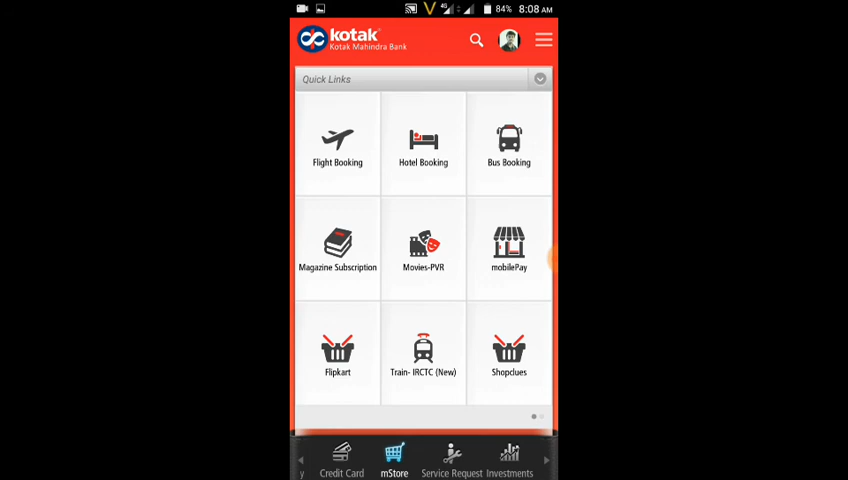 4G 84% 8:08 AM
kotak
Kotak Mahindra Bank
Quick Links
Flight Booking
Hotel Booking
Bus Booking
Magazine Subscription
Movies-PVR
mobilePay
Flipkart
Train- IRCTC (New)
Shopclues
y Credit Card mStore Service Request Investments